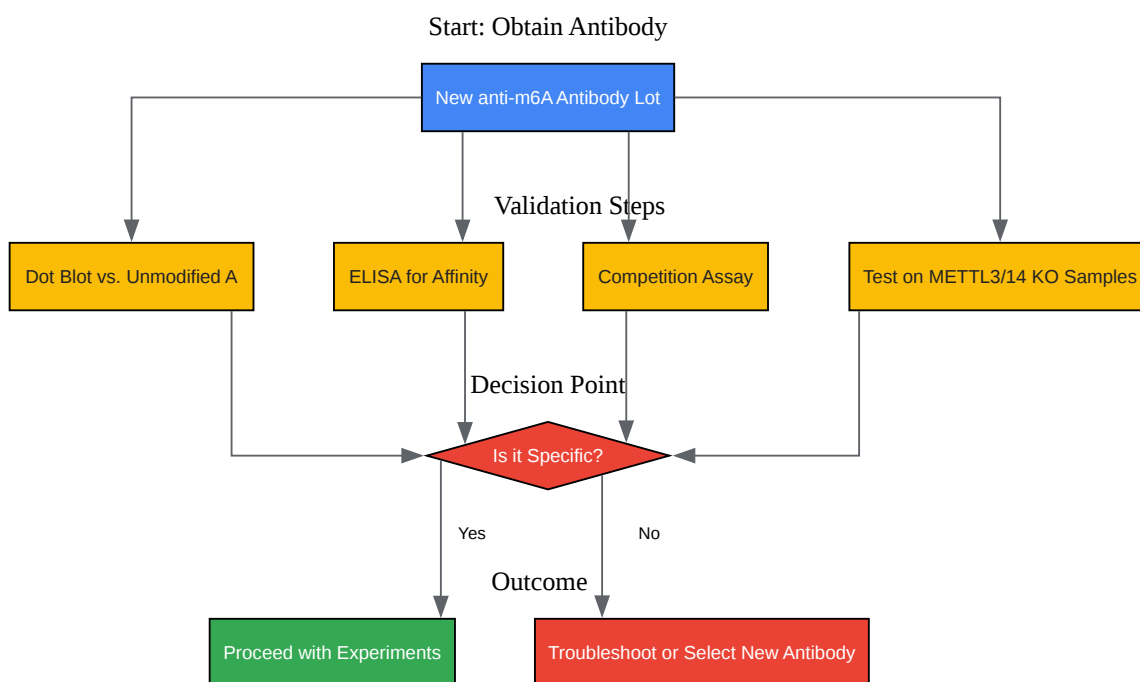 Start: Obtain Antibody
New anti-m6A Antibody Lot
Validation Steps
Dot Blot vs. Unmodified A
ELISA for Affinity
Competition Assay
Test on METTL3/14 KO Samples
Decision Point
Is it Specific?
Yes
No
Outcome
Proceed with Experiments
Troubleshoot or Select New Antibody